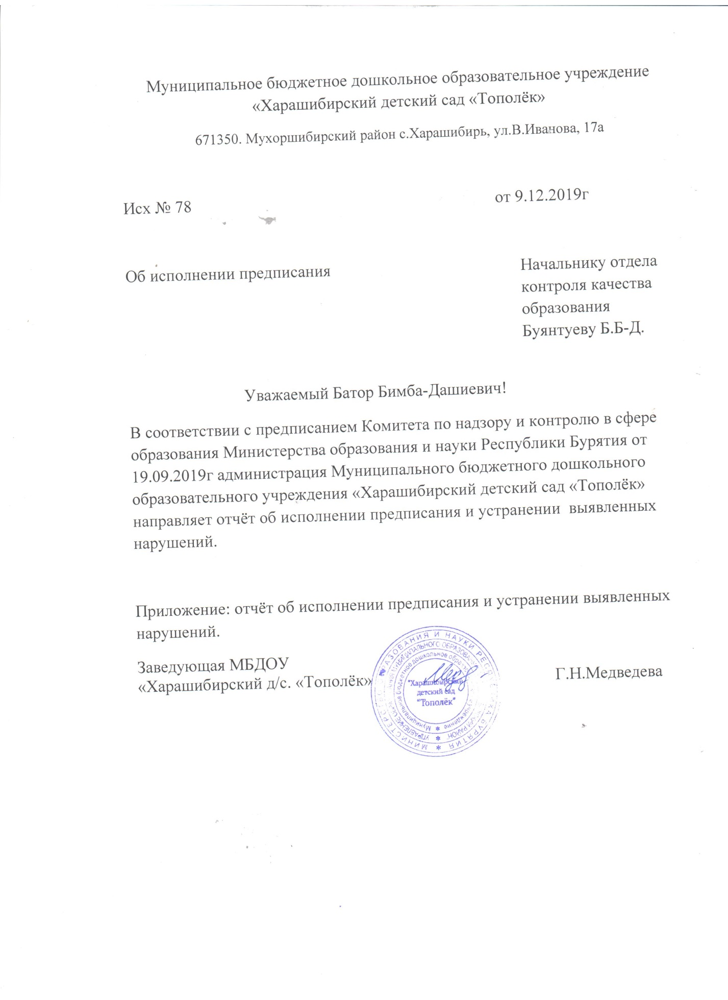 Муниципальное бюджетное дошкольное образовательное учреждение
«Харашибирский детский сад «Тополёк»
671350. Мухоршибирский район с.Харашибирь, ул.В.Иванова, 17а
Исх № 78
от 9.12.2019г
Об исполнении предписания
Начальнику отдела
контроля качества
образования
Буянтуеву Б.Б-Д.
Уважаемый Батор Бимба-Дашиевич!
В соответствии с предписанием Комитета по надзору и контролю в сфере
образования Министерства образования и науки Республики Бурятия от
19.09.2019г администрация Муниципального бюджетного дошкольного
образовательного учреждения «Харашибирский детский сад «Тополёк»
направляет отчёт об исполнении предписания и устранении  выявленных
нарушений.
Приложение: отчёт об исполнении предписания и устранении выявленных
нарушений.
Заведующая МБДОУ
«Харашибирский д/с. «Тополёк»
Г.Н.Медведева
"Харашибирский
детский сад
"Тополёк"
Муниципальное бюджетное дошкольное
учреждение